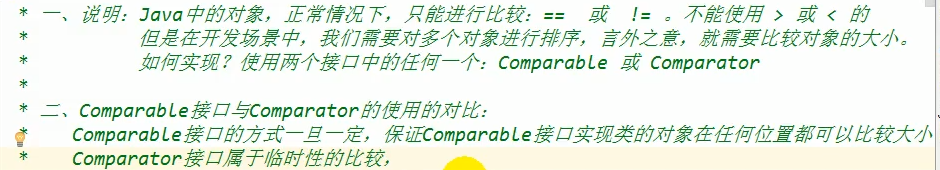 * 一、说明：Java中的对象，正常情况下，只能进行比较：== 或 != 。不能使用 > 或 < 的
* 但是在开发场景中，我们需要对多个对象进行排序，言外之意，就需要比较对象的大小。
* 如何实现？使用两个接口中的任何一个：Comparable 或 Comparator
*
* 二、Comparable接口与Comparator的使用的对比：
* Comparable接口的方式一旦一定，保证Comparable接口实现类的对象在任何位置都可以比较大小
* Comparator接口属于临时性的比较，